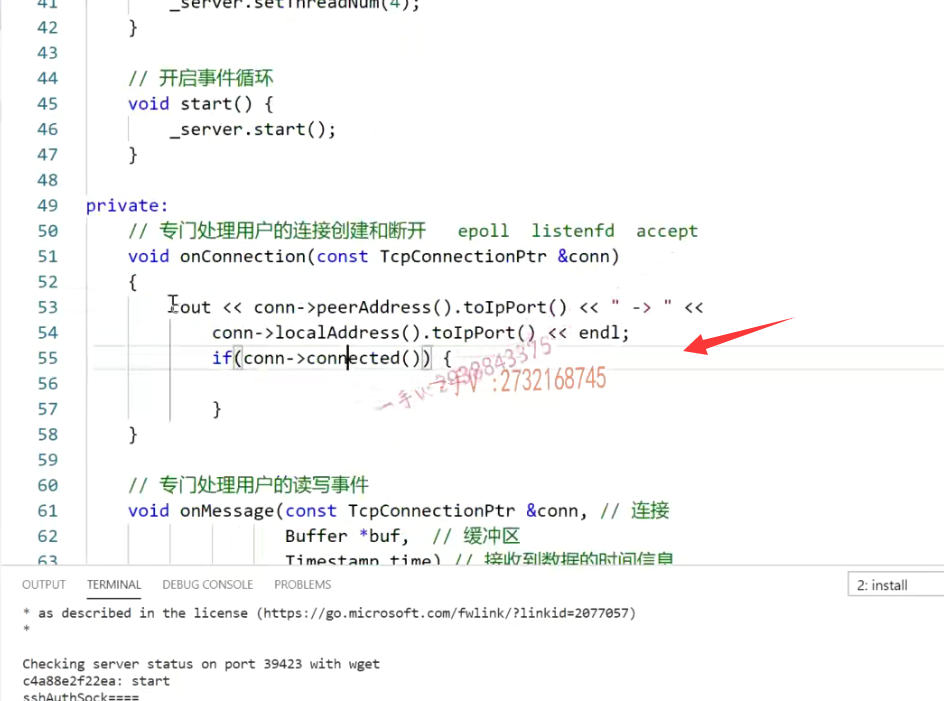 41 _server.setThreadNum(4);
42 }
43
44 // 开启事件循环
45 void start() {
46 _server.start();
47 }
48
49 private:
50 // 专门处理用户的连接创建和断开 epoll listenfd accept
51 void onConnection(const TcpConnectionPtr &conn)
52 {
53 cout << conn->peerAddress().toIpPort() << " -> " <<
54 conn->localAddress().toIpPort() << endl;
55 if(conn->connected()) {
一手V:2938843375
一手V:2732168745
56
57 }
58 }
59
60 // 专门处理用户的读写事件
61 void onMessage(const TcpConnectionPtr &conn, // 连接
62 Buffer *buf, // 缓冲区
63 Timestamp time) // 接收到数据的时间信息
OUTPUT TERMINAL DEBUG CONSOLE PROBLEMS 2: install
* as described in the license (https://go.microsoft.com/fwlink/?linkid=2077057)
*
Checking server status on port 39423 with wget
c4a88e2f22ea: start
sshAuthSock====